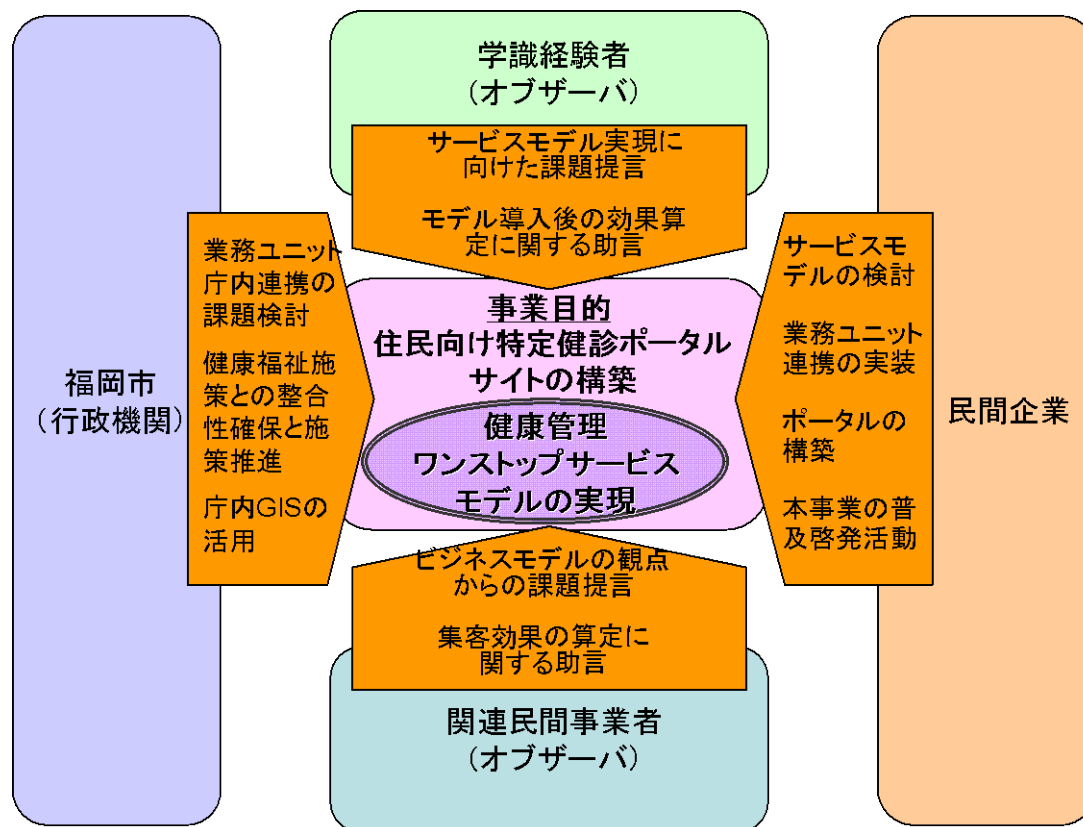 学識経験者
（オブザーバ）
サービスモデル実現に
向けた課題提言
モデル導入後の効果算
定に関する助言
福岡市
（行政機関）
業務ユニット
庁内連携の
課題検討
健康福祉施
策との整合
性確保と施
策推進
庁内GISの
活用
事業目的
住民向け特定健診ポータル
サイトの構築
健康管理
ワンストップサービス
モデルの実現
サービスモ
デルの検討
業務ユニット
連携の実装
ポータルの
構築
本事業の普
及啓発活動
民間企業
ビジネスモデルの観点
からの課題提言
集客効果の算定に
関する助言
関連民間事業者
（オブザーバ）